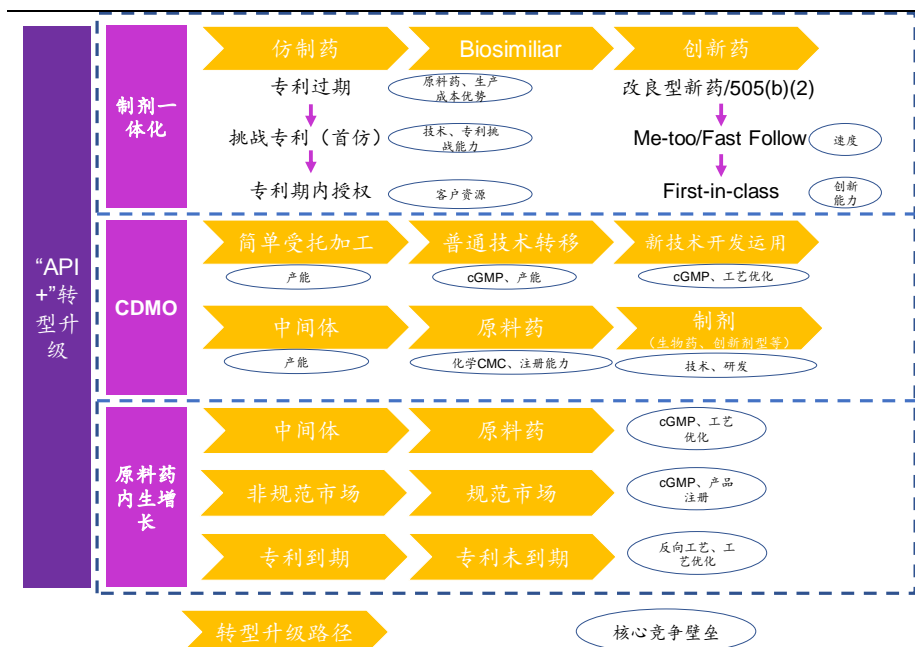 “API
+”转
型升
级
制剂一
体化
仿制药
Biosimiliar
创新药
专利过期
原料药、生产
成本优势
改良型新药/505(b)(2)
挑战专利（首仿）
技术、专利挑
战能力
Me-too/Fast Follow
速度
专利期内授权
客户资源
First-in-class
创新
能力
CDMO
简单受托加工
普通技术转移
新技术开发运用
产能
cGMP、产能
cGMP、工艺优化
中间体
原料药
制剂
（生物药、创新剂型等）
产能
化学CMC、注册能力
技术、研发
原料药
内生增
长
中间体
原料药
cGMP、工艺
优化
非规范市场
规范市场
cGMP、产品
注册
专利到期
专利未到期
反向工艺、工
艺优化
转型升级路径
核心竞争壁垒